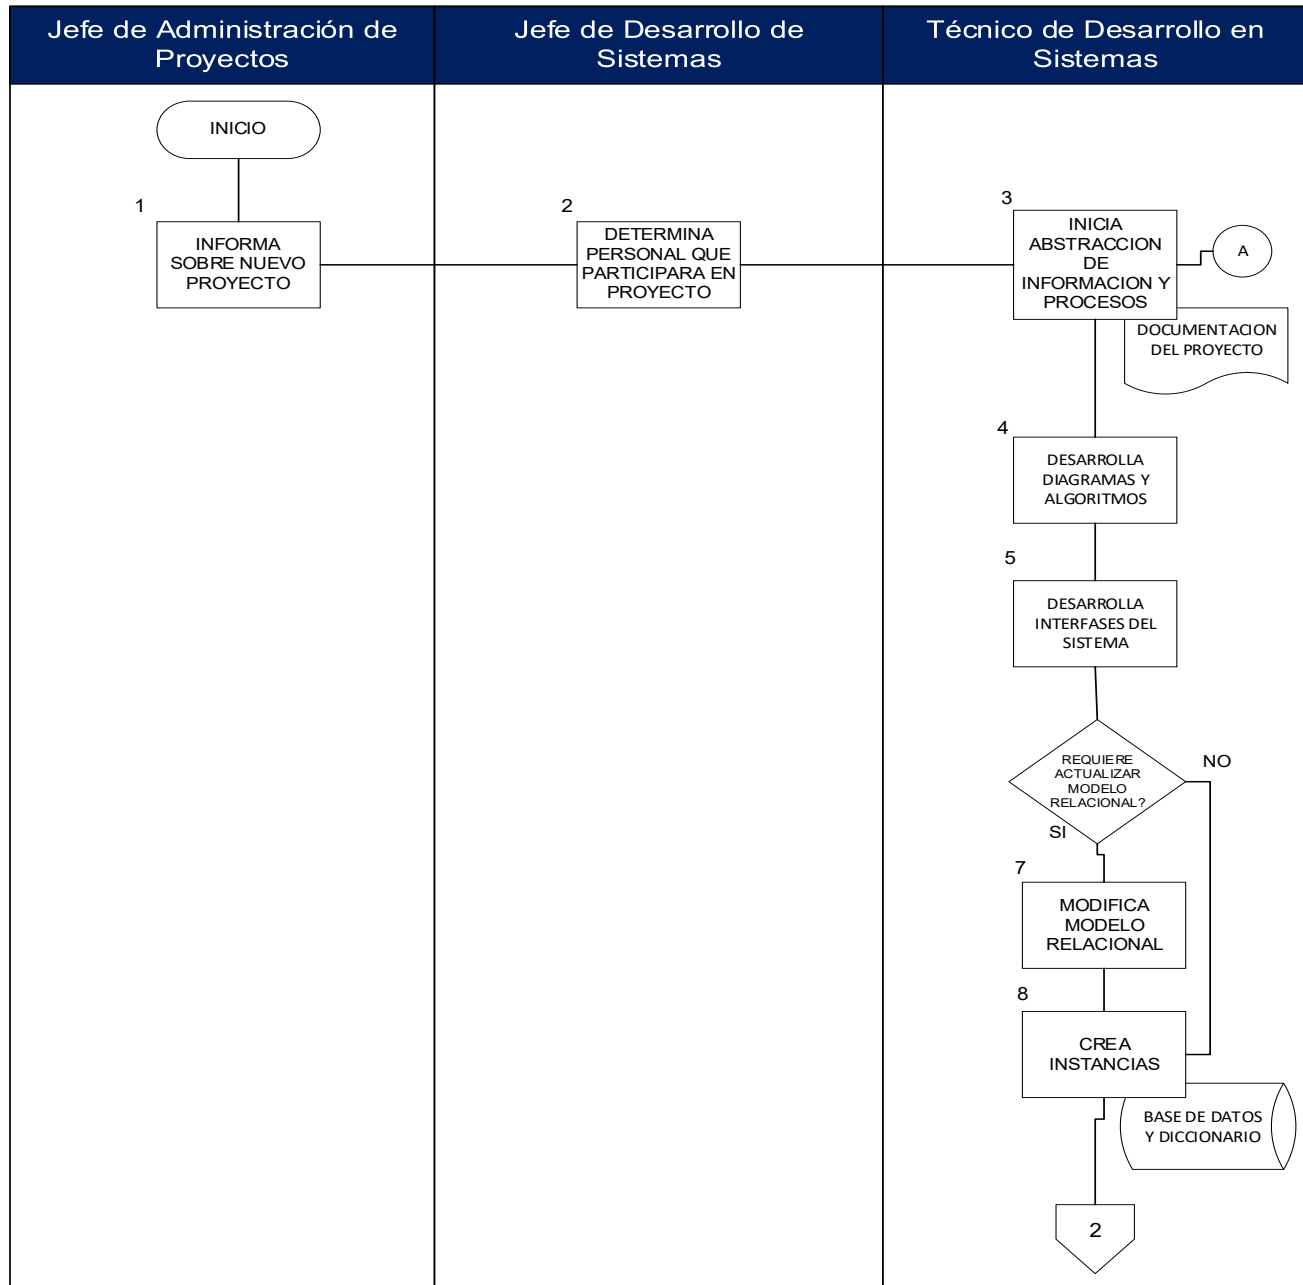 Jefe de Administración de
Proyectos
Jefe de Desarrollo de
Sistemas
Técnico de Desarrollo en
Sistemas
INICIO
1
INFORMA
SOBRE NUEVO
PROYECTO
2
DETERMINA
PERSONAL QUE
PARTICIPARA EN
PROYECTO
3
INICIA
ABSTRACCION
DE
INFORMACION Y
PROCESOS
A
DOCUMENTACION
DEL PROYECTO
4
DESARROLLA
DIAGRAMAS Y
ALGORITMOS
5
DESARROLLA
INTERFASES DEL
SISTEMA
REQUIERE
ACTUALIZAR
MODELO
RELACIONAL?
NO
SI
7
MODIFICA
MODELO
RELACIONAL
8
CREA
INSTANCIAS
BASE DE DATOS
Y DICCIONARIO
2